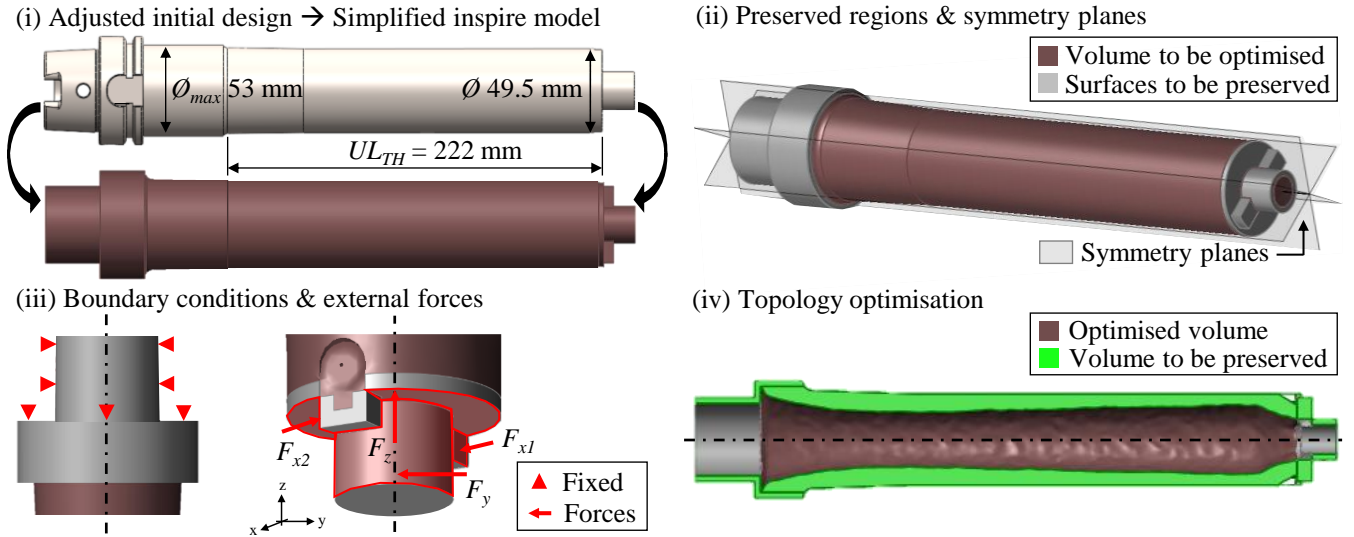 (i) Adjusted initial design → Simplified inspire model
Ø_max 53 mm
Ø 49.5 mm
UL_TH = 222 mm
(ii) Preserved regions & symmetry planes
Volume to be optimised
Surfaces to be preserved
Symmetry planes
(iii) Boundary conditions & external forces
F_x2
F_z
F_x1
F_y
z
x
y
Fixed
Forces
(iv) Topology optimisation
Optimised volume
Volume to be preserved